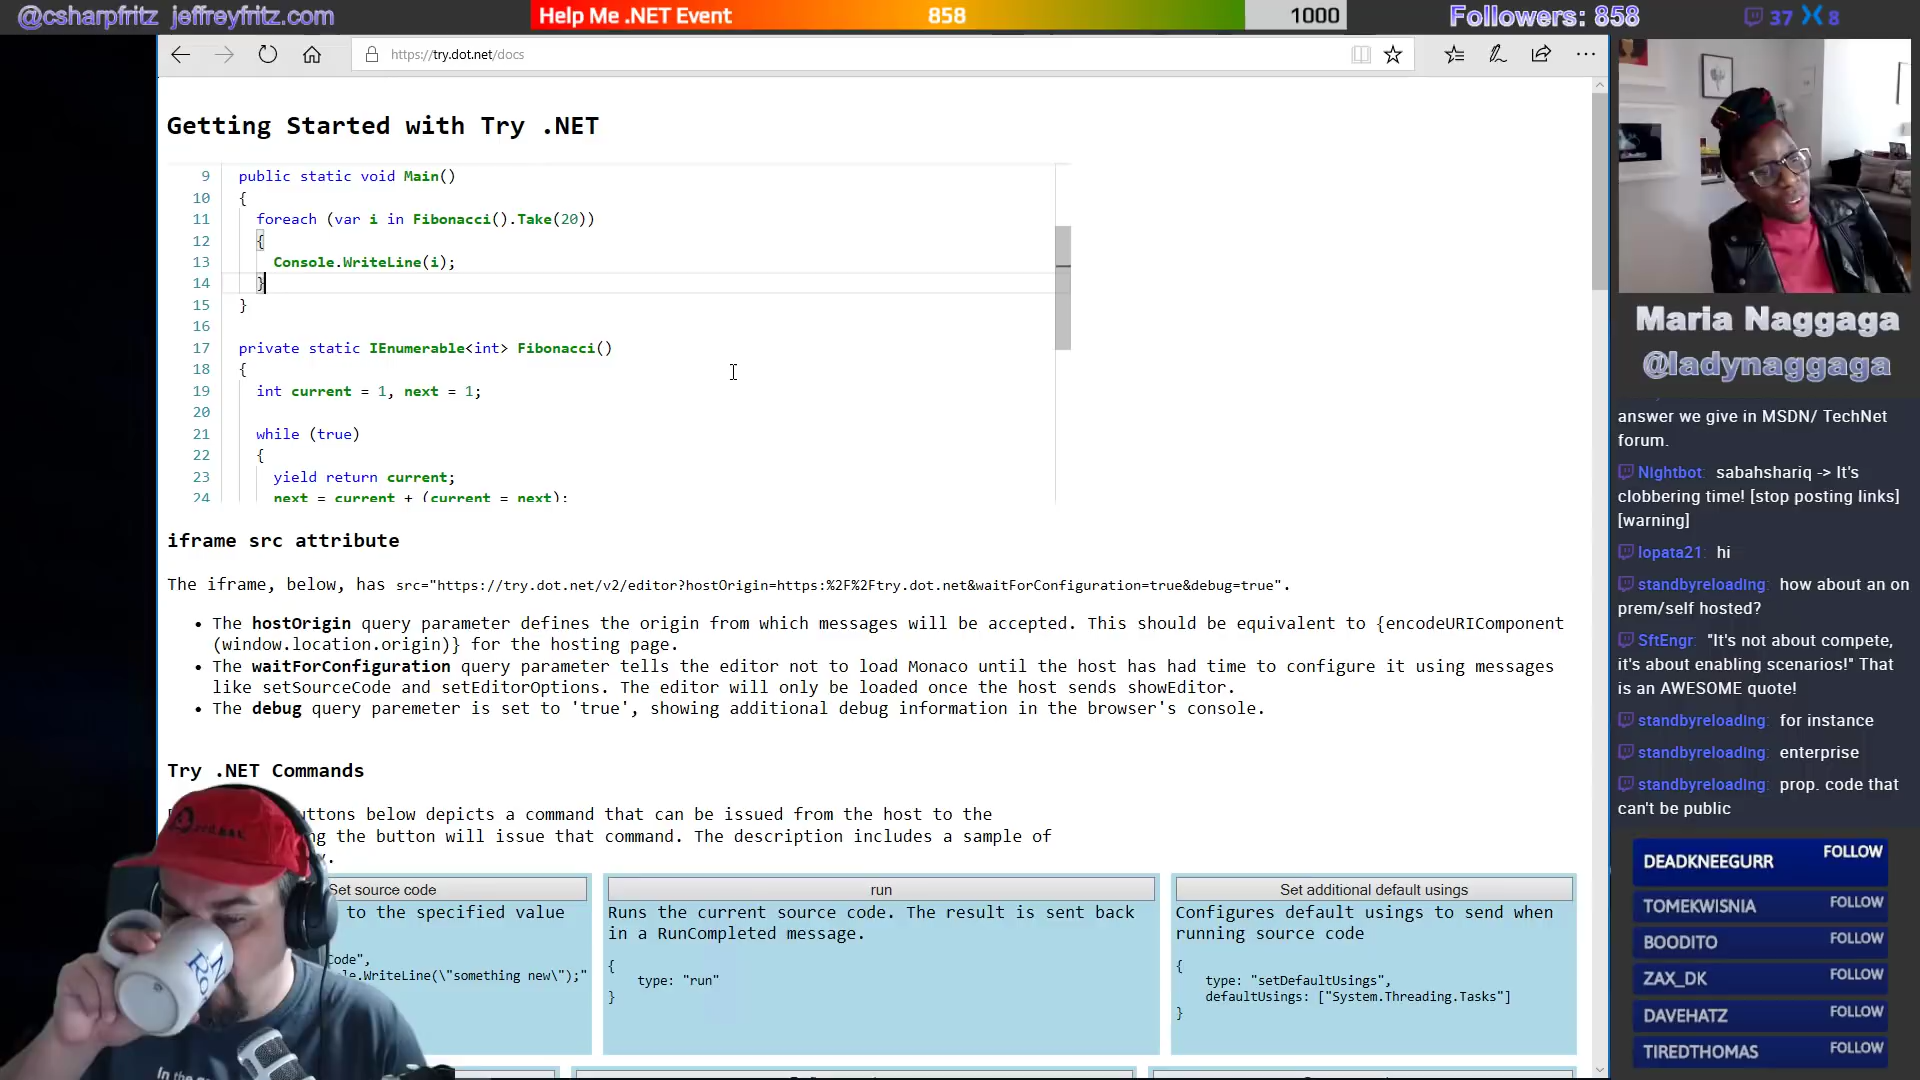 @csharpfritz jeffreyfritz.com
Help Me .NET Event 858 1000
Followers: 858
37 8
https://try.dot.net/docs
Getting Started with Try .NET
9 public static void Main()
10 {
11 foreach (var i in Fibonacci().Take(20))
12 {
13 Console.WriteLine(i);
14 }
15 }
16
17 private static IEnumerable<int> Fibonacci()
18 {
19 int current = 1, next = 1;
20
21 while (true)
22 {
23 yield return current;
24 next = current + (current = next);
iframe src attribute
The iframe, below, has src="https://try.dot.net/v2/editor?hostOrigin=https:%2F%2Ftry.dot.net&waitForConfiguration=true&debug=true".
• The hostOrigin query parameter defines the origin from which messages will be accepted. This should be equivalent to {encodeURIComponent
(window.location.origin)} for the hosting page.
• The waitForConfiguration query parameter tells the editor not to load Monaco until the host has had time to configure it using messages
like setSourceCode and setEditorOptions. The editor will only be loaded once the host sends showEditor.
• The debug query paremeter is set to 'true', showing additional debug information in the browser's console.
Try .NET Commands
uttons below depicts a command that can be issued from the host to the
ng the button will issue that command. The description includes a sample of
y.
Set source code
to the specified value
Code",
le.WriteLine(\"something new\");"
run
Runs the current source code. The result is sent back
in a RunCompleted message.
{
type: "run"
}
Set additional default usings
Configures default usings to send when
running source code
{
type: "setDefaultUsings",
defaultUsings: ["System.Threading.Tasks"]
}
Maria Naggaga
@ladynaggaga
answer we give in MSDN/ TechNet
forum.
Nightbot: sabahshariq -> It's
clobbering time! [stop posting links]
[warning]
lopata21: hi
standbyreloading: how about an on
prem/self hosted?
SftEngr: "It's not about compete,
it's about enabling scenarios!" That
is an AWESOME quote!
standbyreloading: for instance
standbyreloading: enterprise
standbyreloading: prop. code that
can't be public
DEADKNEEGURR FOLLOW
TOMEKWISNIA FOLLOW
BOODITO FOLLOW
ZAX_DK FOLLOW
DAVEHATZ FOLLOW
TIREDTHOMAS FOLLOW
In the